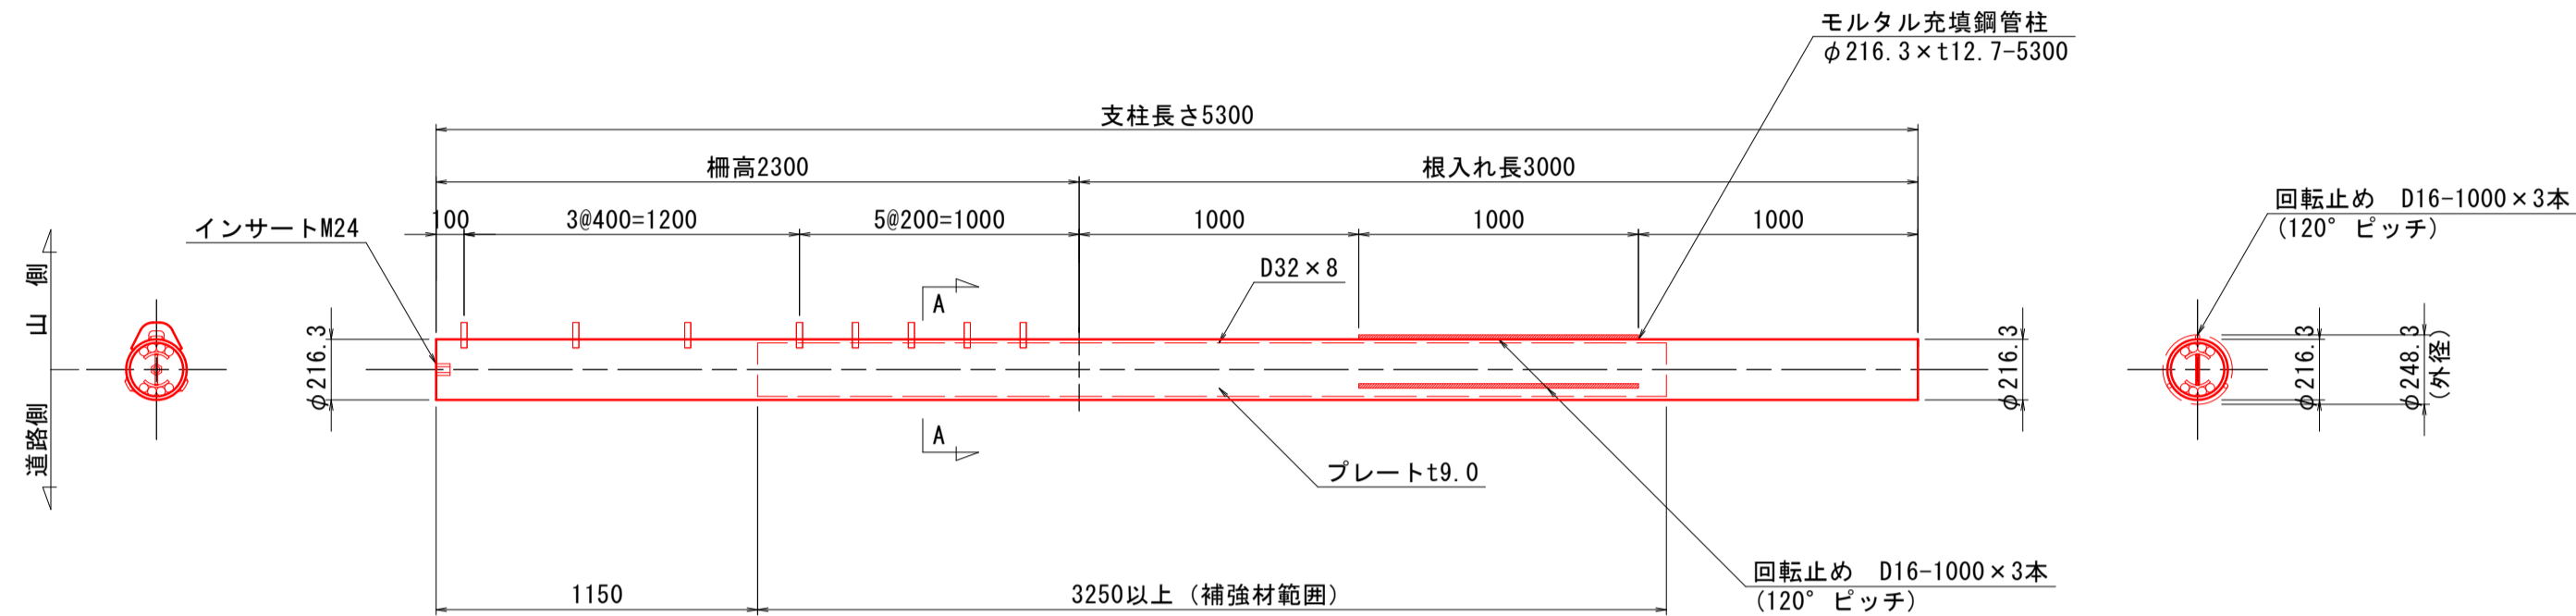 モルタル充填鋼管柱
φ216.3×t12.7-5300
支柱長さ5300
柵高2300
根入れ長3000
回転止め D16-1000×3本
(120°ピッチ)
インサートM24
100
3@400=1200
5@200=1000
1000
1000
1000
山側
道路側
D32×8
A
φ216.3
φ216.3
φ216.3
φ248.3
(外径)
A
プレートt9.0
回転止め D16-1000×3本
(120°ピッチ)
1150
3250以上(補強材範囲)